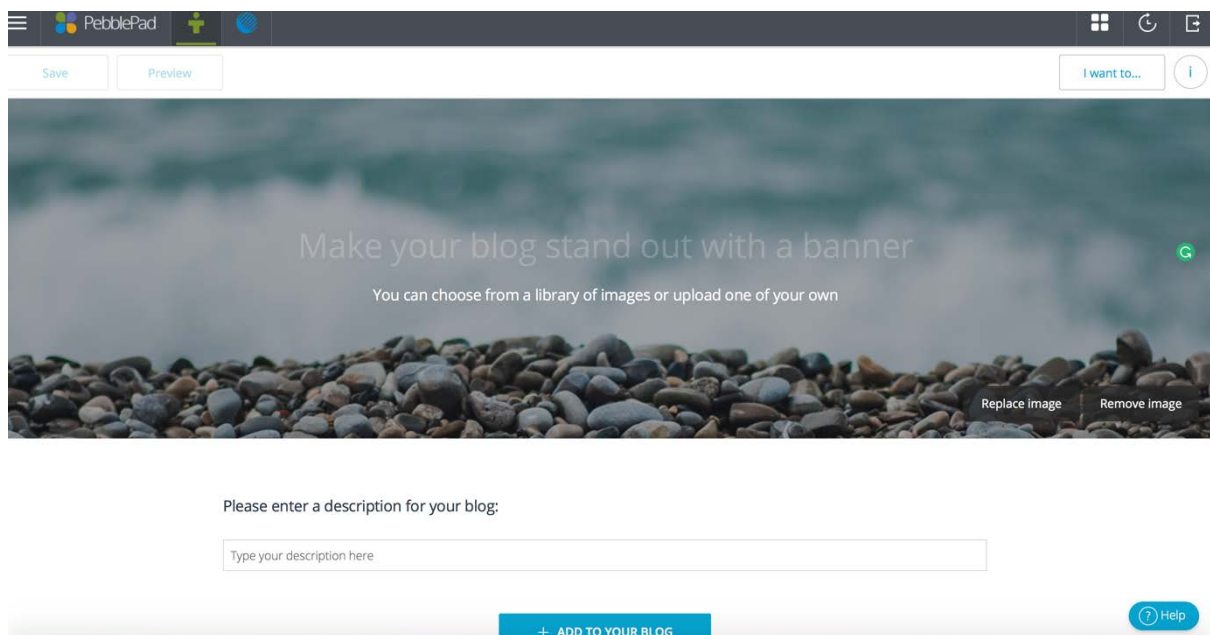 PebblePad
Save Preview I want to... i
Make your blog stand out with a banner
G
You can choose from a library of images or upload one of your own
Replace image Remove image
Please enter a description for your blog:
Type your description here
? Help
+ ADD TO YOUR BLOG